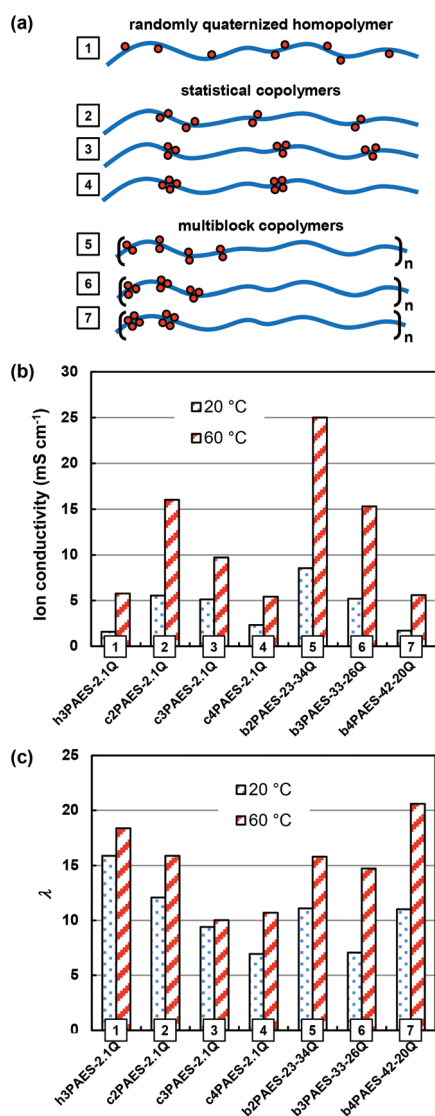 (a)
randomly quaternized homopolymer
1
statistical copolymers
2
3
4
multiblock copolymers
5
n
6
n
7
n
(b)
30
25
20
15
10
5
0
Ion conductivity (mS cm⁻¹)
20 °C
60 °C
1
2
3
4
5
6
7
h3PAES-2.1Q
c2PAES-2.1Q
c3PAES-2.1Q
c4PAES-2.1Q
b2PAES-23-34Q
b3PAES-33-26Q
b4PAES-42-20Q
(c)
25
20
15
10
5
0
λ
20 °C
60 °C
1
2
3
4
5
6
7
h3PAES-2.1Q
c2PAES-2.1Q
c3PAES-2.1Q
c4PAES-2.1Q
b2PAES-23-34Q
b3PAES-33-26Q
b4PAES-42-20Q